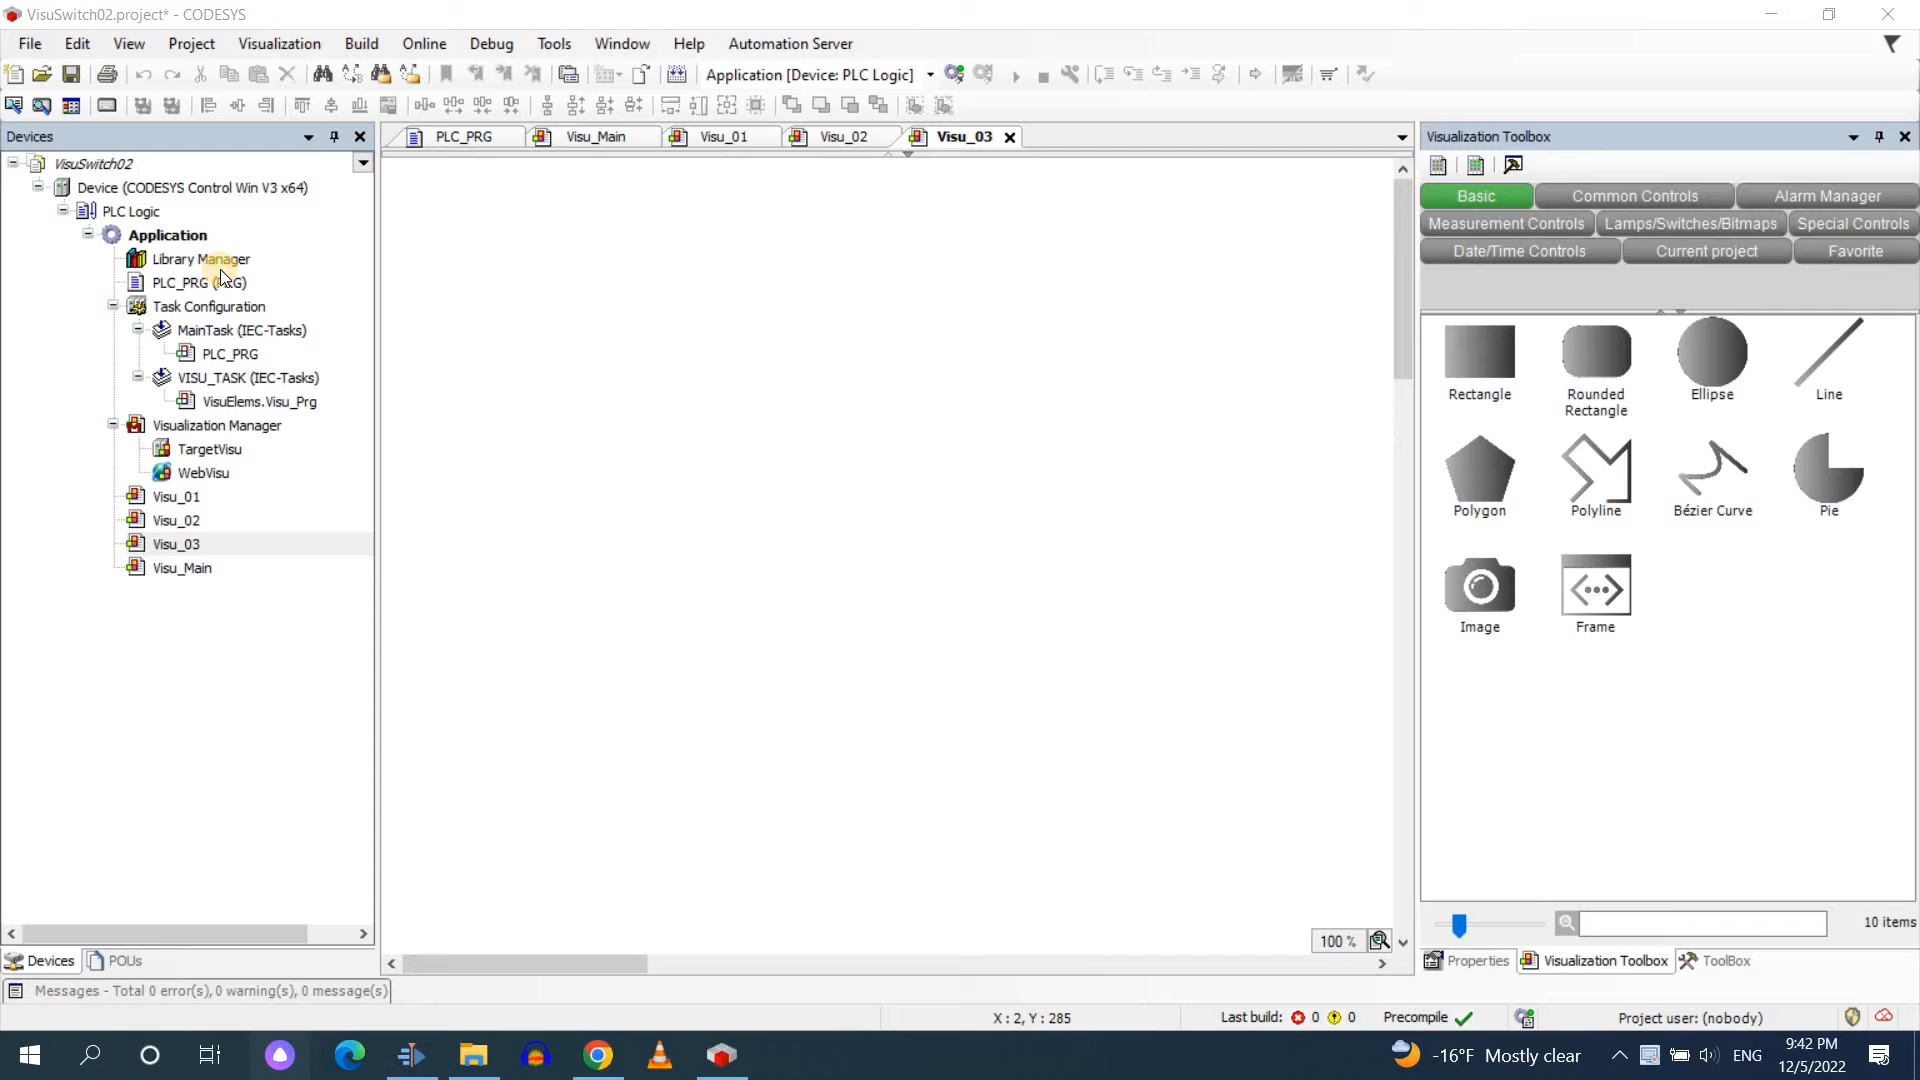 VisuSwitch02.project* - CODESYS
File Edit View Project Visualization Build Online Debug Tools Window Help Automation Server
Application [Device: PLC Logic]
Devices
PLC_PRG Visu_Main Visu_01 Visu_02 Visu_03
Visualization Toolbox
VisuSwitch02
Device (CODESYS Control Win V3 x64)
PLC Logic
Application
Library Manager
PLC_PRG (PRG)
Task Configuration
MainTask (IEC-Tasks)
PLC_PRG
VISU_TASK (IEC-Tasks)
VisuElems.Visu_Prg
Visualization Manager
TargetVisu
WebVisu
Visu_01
Visu_02
Visu_03
Visu_Main
Basic Common Controls Alarm Manager
Measurement Controls Lamps/Switches/Bitmaps Special Controls
Date/Time Controls Current project Favorite
Rectangle Rounded Rectangle Ellipse Line
Polygon Polyline Bézier Curve Pie
Image Frame
100 %
10 items
Devices POUs
Properties Visualization Toolbox ToolBox
Messages - Total 0 error(s), 0 warning(s), 0 message(s)
X : 2, Y : 285 Last build: 0 0 Precompile Project user: (nobody)
-16°F Mostly clear ENG 9:42 PM
12/5/2022